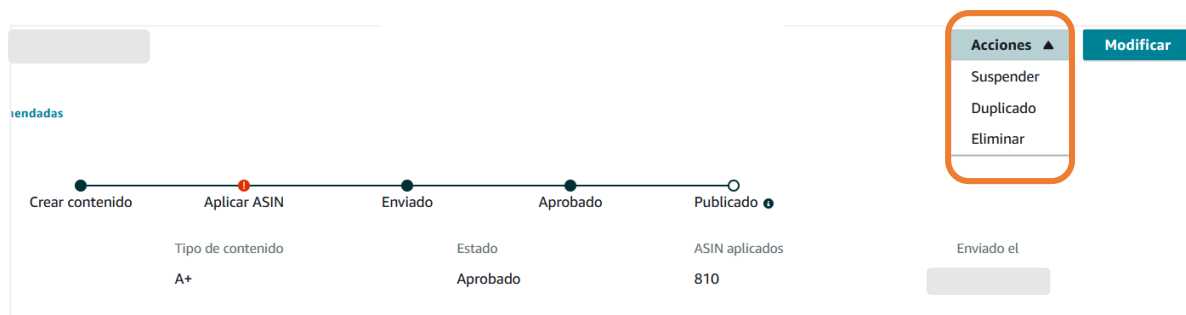 Acciones ▲ Modificar
Suspender
Duplicado
Eliminar
endadas
Crear contenido Aplicar ASIN Enviado Aprobado Publicado
Tipo de contenido Estado ASIN aplicados Enviado el
A+ Aprobado 810